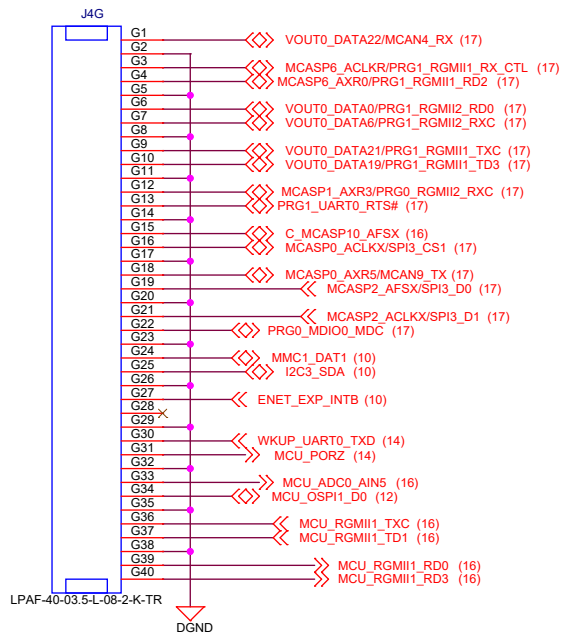 J4G
G1 VOUT0_DATA22/MCAN4_RX (17)
G2
G3 MCASP6_ACLKR/PRG1_RGMII1_RX_CTL (17)
G4 MCASP6_AXR0/PRG1_RGMII1_RD2 (17)
G5
G6 VOUT0_DATA0/PRG1_RGMII2_RD0 (17)
G7 VOUT0_DATA6/PRG1_RGMII2_RXC (17)
G8
G9 VOUT0_DATA21/PRG1_RGMII1_TXC (17)
G10 VOUT0_DATA19/PRG1_RGMII1_TD3 (17)
G11
G12 MCASP1_AXR3/PRG0_RGMII2_RXC (17)
G13 PRG1_UART0_RTS# (17)
G14
G15 C_MCASP10_AFSX (16)
G16 MCASP0_ACLKX/SPI3_CS1 (17)
G17
G18 MCASP0_AXR5/MCAN9_TX (17)
G19 MCASP2_AFSX/SPI3_D0 (17)
G20
G21 MCASP2_ACLKX/SPI3_D1 (17)
G22 PRG0_MDIO0_MDC (17)
G23
G24 MMC1_DAT1 (10)
G25 I2C3_SDA (10)
G26
G27 ENET_EXP_INTB (10)
G28
G29
G30 WKUP_UART0_TXD (14)
G31 MCU_PORZ (14)
G32
G33 MCU_ADC0_AIN5 (16)
G34 MCU_OSPI1_D0 (12)
G35
G36 MCU_RGMII1_TXC (16)
G37 MCU_RGMII1_TD1 (16)
G38
G39 MCU_RGMII1_RD0 (16)
G40 MCU_RGMII1_RD3 (16)
LPAF-40-03.5-L-08-2-K-TR
DGND